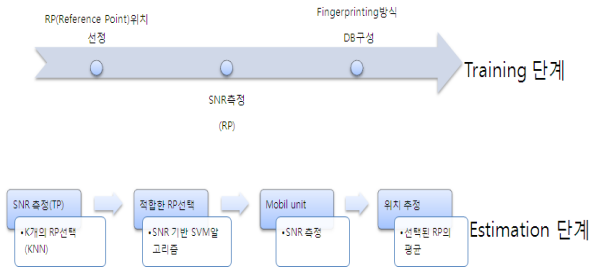 RP(Reference Point)위치
선정
Fingerprinting방식
DB구성
SNR측정
(RP)
Training 단계
SNR 측정(TP)
•K개의 RP선택
(KNN)
적합한 RP선택
•SNR 기반 SVM알
고리즘
Mobil unit
•SNR 측정
위치 추정
•선택된 RP의
평균
Estimation 단계